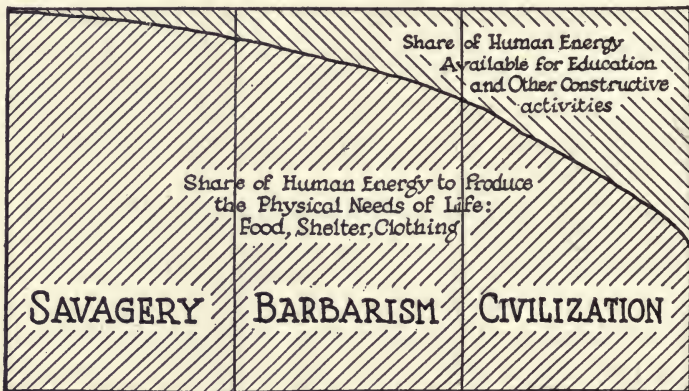 Share of Human Energy
Available for Education
and Other Constructive
activities
Share of Human Energy to Produce
the Physical Needs of Life:
Food, Shelter, Clothing
SAVAGERY
BARBARISM
CIVILIZATION